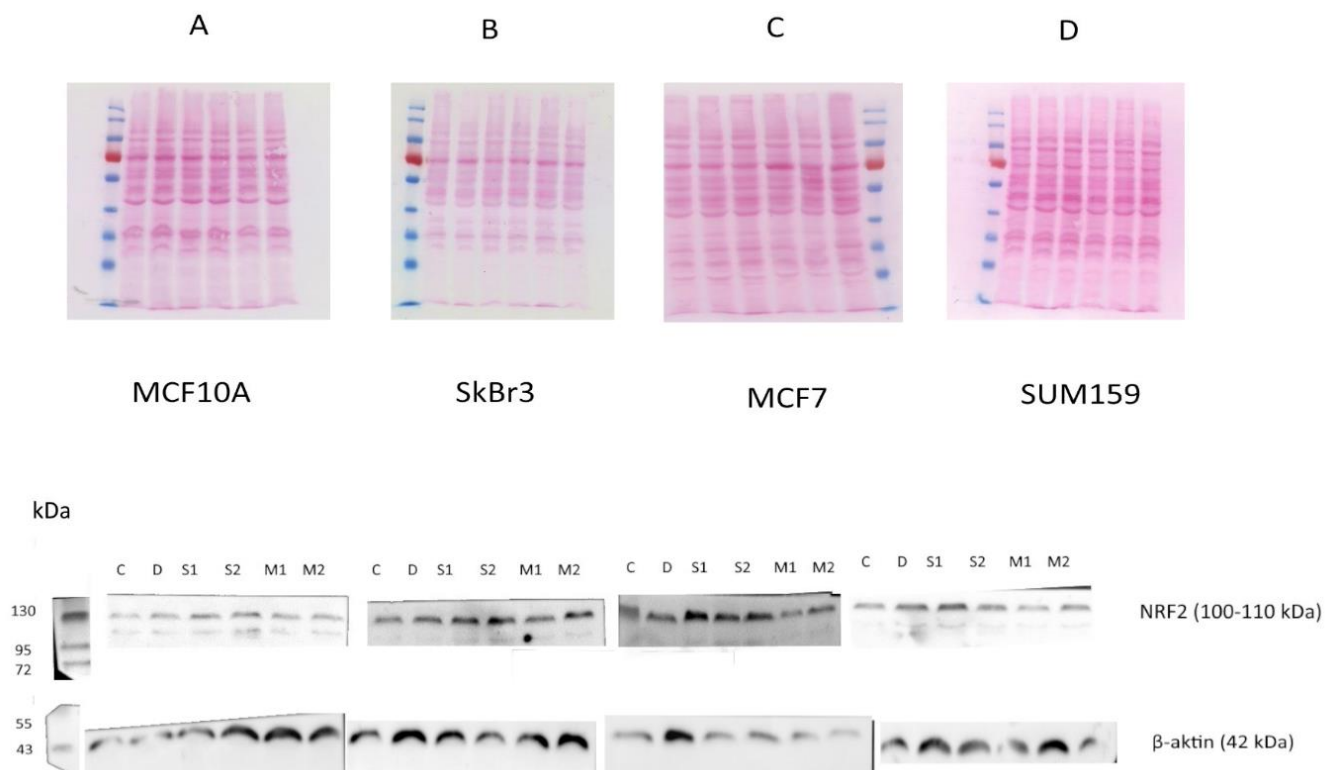 A B C D
MCF10A SkBr3 MCF7 SUM159
kDa
C D S1 S2 M1 M2 C D S1 S2 M1 M2 C D S1 S2 M1 M2 C D S1 S2 M1 M2
130 NRF2 (100-110 kDa)
95
72
55
43 β-aktin (42 kDa)